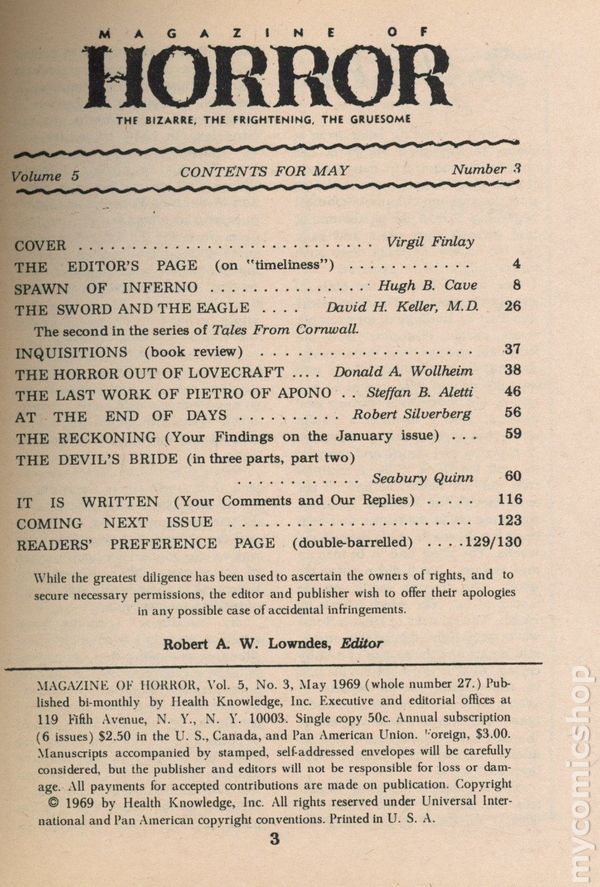 MAGAZINE OF
HORROR
THE BIZARRE, THE FRIGHTENING, THE GRUESOME
Volume 5 CONTENTS FOR MAY Number 3
COVER ............................ Virgil Finlay
THE EDITOR'S PAGE (on "timeliness") ............ 4
SPAWN OF INFERNO ............... Hugh B. Cave 8
THE SWORD AND THE EAGLE .... David H. Keller, M.D. 26
The second in the series of Tales From Cornwall.
INQUISITIONS (book review) .................... 37
THE HORROR OUT OF LOVECRAFT .... Donald A. Wollheim 38
THE LAST WORK OF PIETRO OF APONO .. Steffan B. Aletti 46
AT THE END OF DAYS .......... Robert Silverberg 56
THE RECKONING (Your Findings on the January issue) ... 59
THE DEVIL'S BRIDE (in three parts, part two)
............ Seabury Quinn 60
IT IS WRITTEN (Your Comments and Our Replies) ..... 116
COMING NEXT ISSUE ....................... 123
READERS' PREFERENCE PAGE (double-barrelled) ....129/130
While the greatest diligence has been used to ascertain the owners of rights, and to
secure necessary permissions, the editor and publisher wish to offer their apologies
in any possible case of accidental infringements.
Robert A. W. Lowndes, Editor
MAGAZINE OF HORROR, Vol. 5, No. 3, May 1969 (whole number 27.) Pub-
lished bi-monthly by Health Knowledge, Inc. Executive and editorial offices at
119 Fifth Avenue, N. Y., N. Y. 10003. Single copy 50c. Annual subscription
(6 issues) $2.50 in the U. S., Canada, and Pan American Union. Foreign, $3.00.
Manuscripts accompanied by stamped, self-addressed envelopes will be carefully
considered, but the publisher and editors will not be responsible for loss or dam-
age. All payments for accepted contributions are made on publication. Copyright
© 1969 by Health Knowledge, Inc. All rights reserved under Universal Inter-
national and Pan American copyright conventions. Printed in U. S. A.
3
mycomicshop